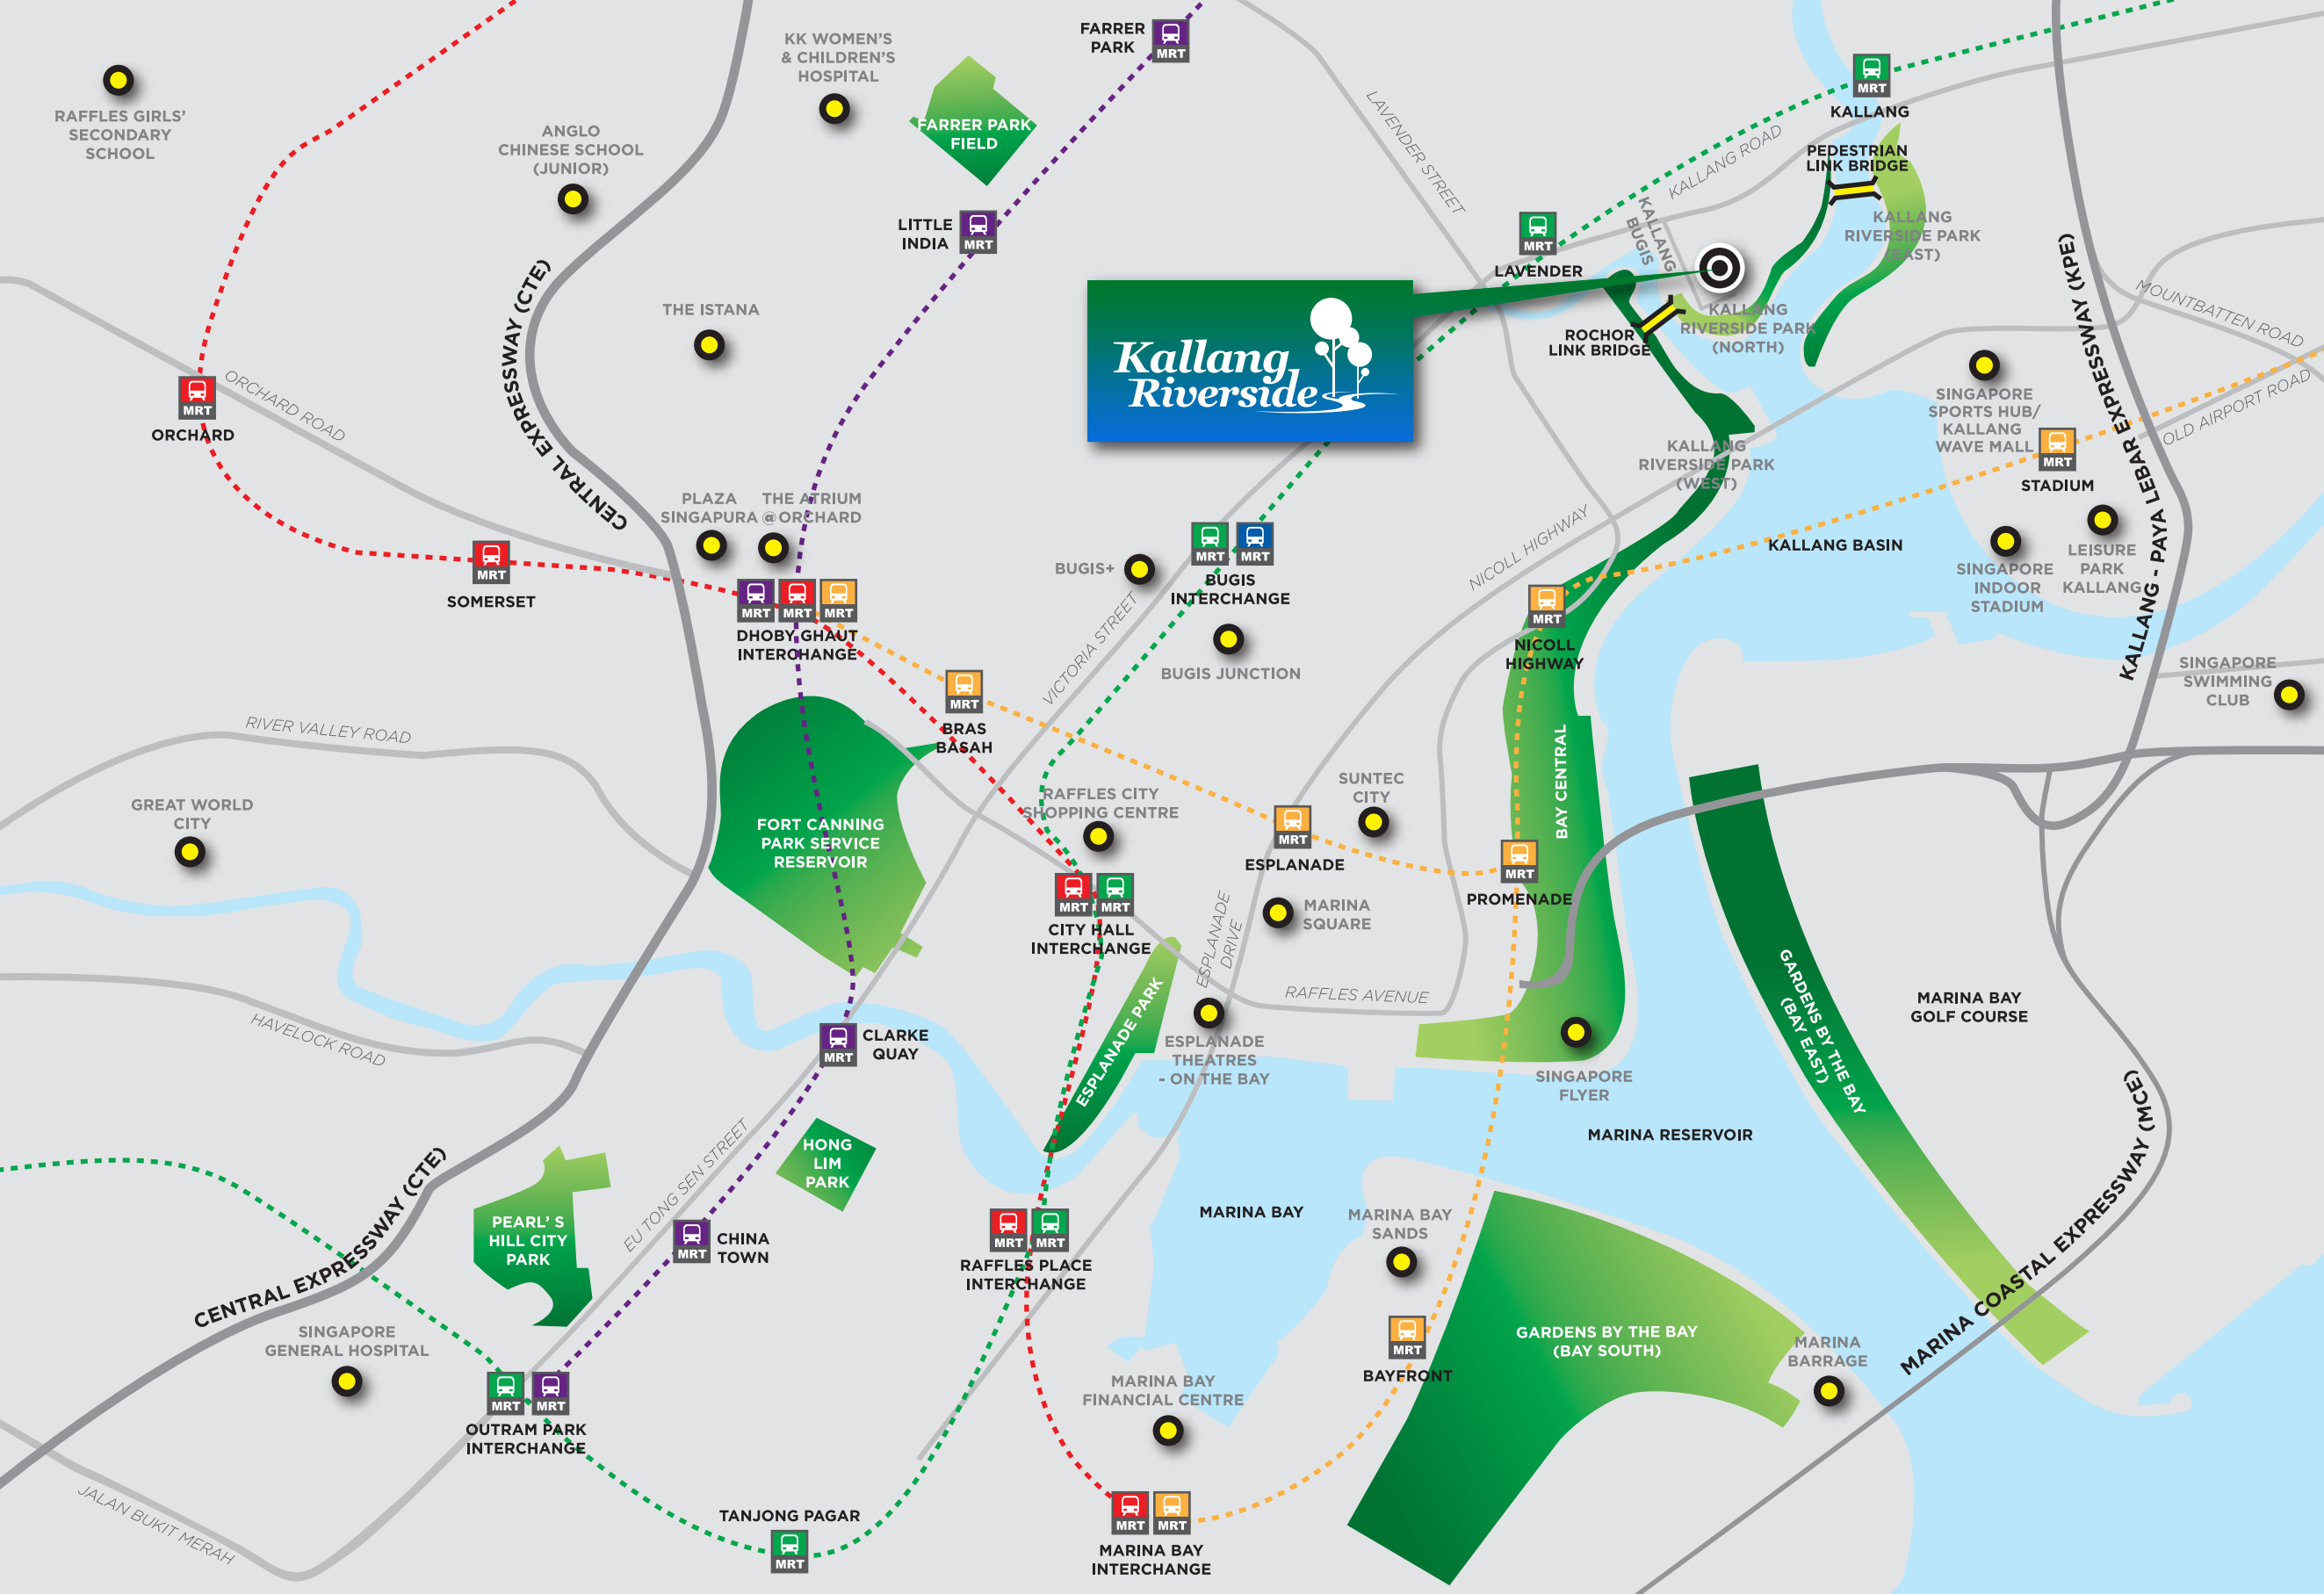 FARRER
PARK
MRT
KK WOMEN'S
& CHILDREN'S
HOSPITAL
RAFFLES GIRLS'
SECONDARY
SCHOOL
ANGLO
CHINESE SCHOOL
(JUNIOR)
FARRER PARK
FIELD
LAVENDER STREET
MRT
KALLANG
KALLANG ROAD
PEDESTRIAN
LINK BRIDGE
KALLANG
RIVERSIDE PARK
(EAST)
LITTLE
INDIA
MRT
MRT
LAVENDER
KALLANG
BUGIS
KALLANG
RIVERSIDE PARK
(NORTH)
ROCHOR
LINK BRIDGE
Kallang
Riverside
THE ISTANA
CENTRAL EXPRESSWAY (CTE)
MRT
ORCHARD
ORCHARD ROAD
KALLANG - PAYA LEBAR EXPRESSWAY (KPE)
MOUNTBATTEN ROAD
OLD AIRPORT ROAD
SINGAPORE
SPORTS HUB/
KALLANG
WAVE MALL
MRT
STADIUM
KALLANG
RIVERSIDE PARK
(WEST)
PLAZA
SINGAPURA
THE ATRIUM
@ORCHARD
MRT
SOMERSET
MRT
MRT
MRT
DHOBY GHAUT
INTERCHANGE
BUGIS+
MRT
MRT
BUGIS
INTERCHANGE
BUGIS JUNCTION
VICTORIA STREET
NICOLL HIGHWAY
MRT
NICOLL
HIGHWAY
KALLANG BASIN
SINGAPORE
INDOOR
STADIUM
LEISURE
PARK
KALLANG
SINGAPORE
SWIMMING
CLUB
MRT
BRAS
BASAH
RIVER VALLEY ROAD
GREAT WORLD
CITY
FORT CANNING
PARK SERVICE
RESERVOIR
RAFFLES CITY
SHOPPING CENTRE
SUNTEC
CITY
MRT
ESPLANADE
BAY CENTRAL
MRT
PROMENADE
MRT
MRT
CITY HALL
INTERCHANGE
MARINA
SQUARE
ESPLANADE
DRIVE
RAFFLES AVENUE
GARDENS BY THE BAY
(BAY EAST)
MARINA BAY
GOLF COURSE
HAVELOCK ROAD
MRT
CLARKE
QUAY
ESPLANADE PARK
ESPLANADE
THEATRES
- ON THE BAY
SINGAPORE
FLYER
MARINA RESERVOIR
HONG
LIM
PARK
EU TONG SEN STREET
CENTRAL EXPRESSWAY (CTE)
PEARL' S
HILL CITY
PARK
MRT
CHINA
TOWN
MRT
MRT
RAFFLES PLACE
INTERCHANGE
MARINA BAY
MARINA BAY
SANDS
MRT
BAYFRONT
GARDENS BY THE BAY
(BAY SOUTH)
MARINA
BARRAGE
MARINA COASTAL EXPRESSWAY (MCE)
SINGAPORE
GENERAL HOSPITAL
MRT
MRT
OUTRAM PARK
INTERCHANGE
MARINA BAY
FINANCIAL CENTRE
JALAN BUKIT MERAH
TANJONG PAGAR
MRT
MRT
MRT
MARINA BAY
INTERCHANGE